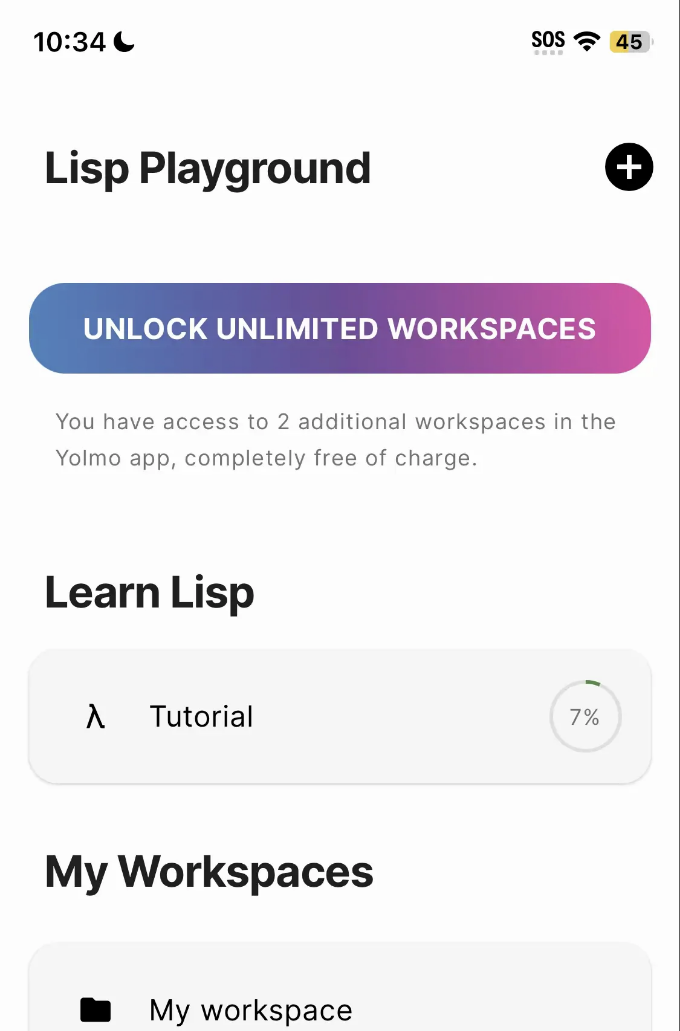 10:34 SOS 45
Lisp Playground
UNLOCK UNLIMITED WORKSPACES
You have access to 2 additional workspaces in the
Yolmo app, completely free of charge.
Learn Lisp
λ Tutorial 7%
My Workspaces
My workspace